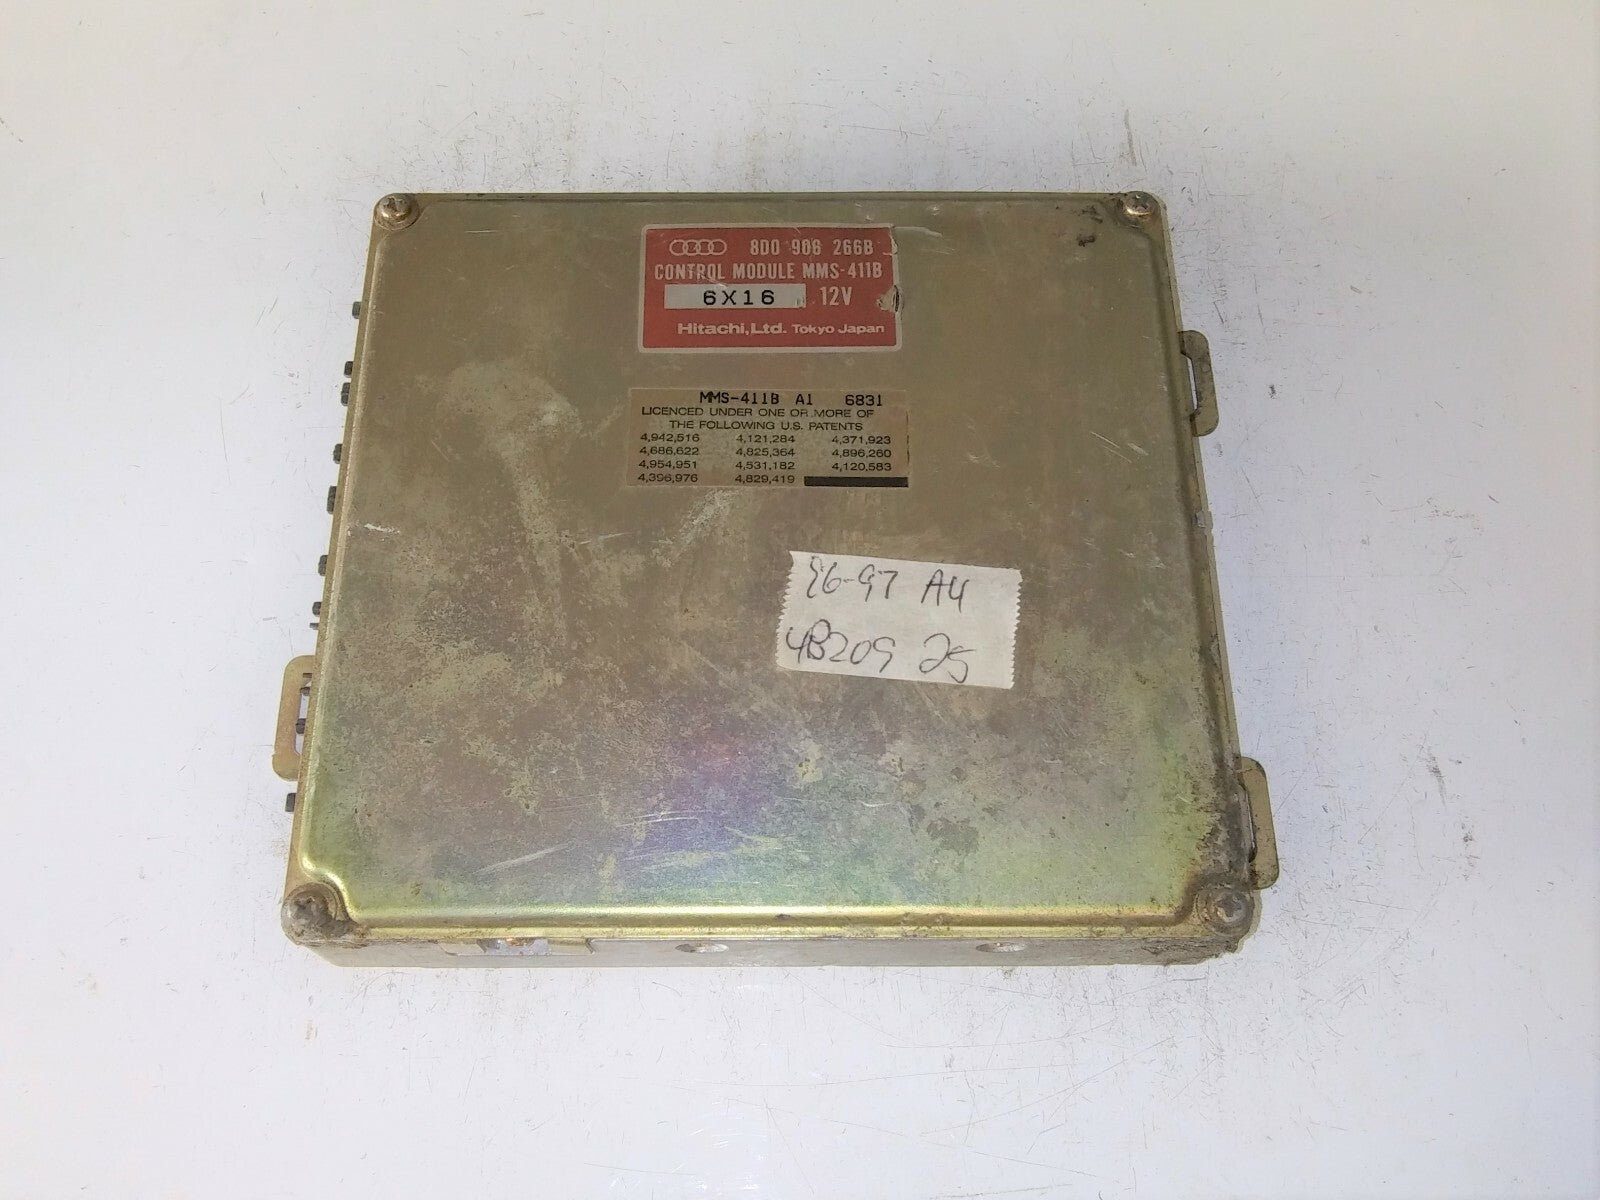 8D0 908 266B
CONTROL MODULE MMS-411B
6X16 12V
Hitachi,Ltd. Tokyo Japan
MMS-411B A1 6831
LICENCED UNDER ONE OR MORE OF
THE FOLLOWING U.S. PATENTS
4,942,516 4,121,284 4,371,923
4,686,622 4,825,364 4,896,260
4,954,951 4,531,182 4,120,583
4,396,976 4,829,419
96-97 A4
4B209 25